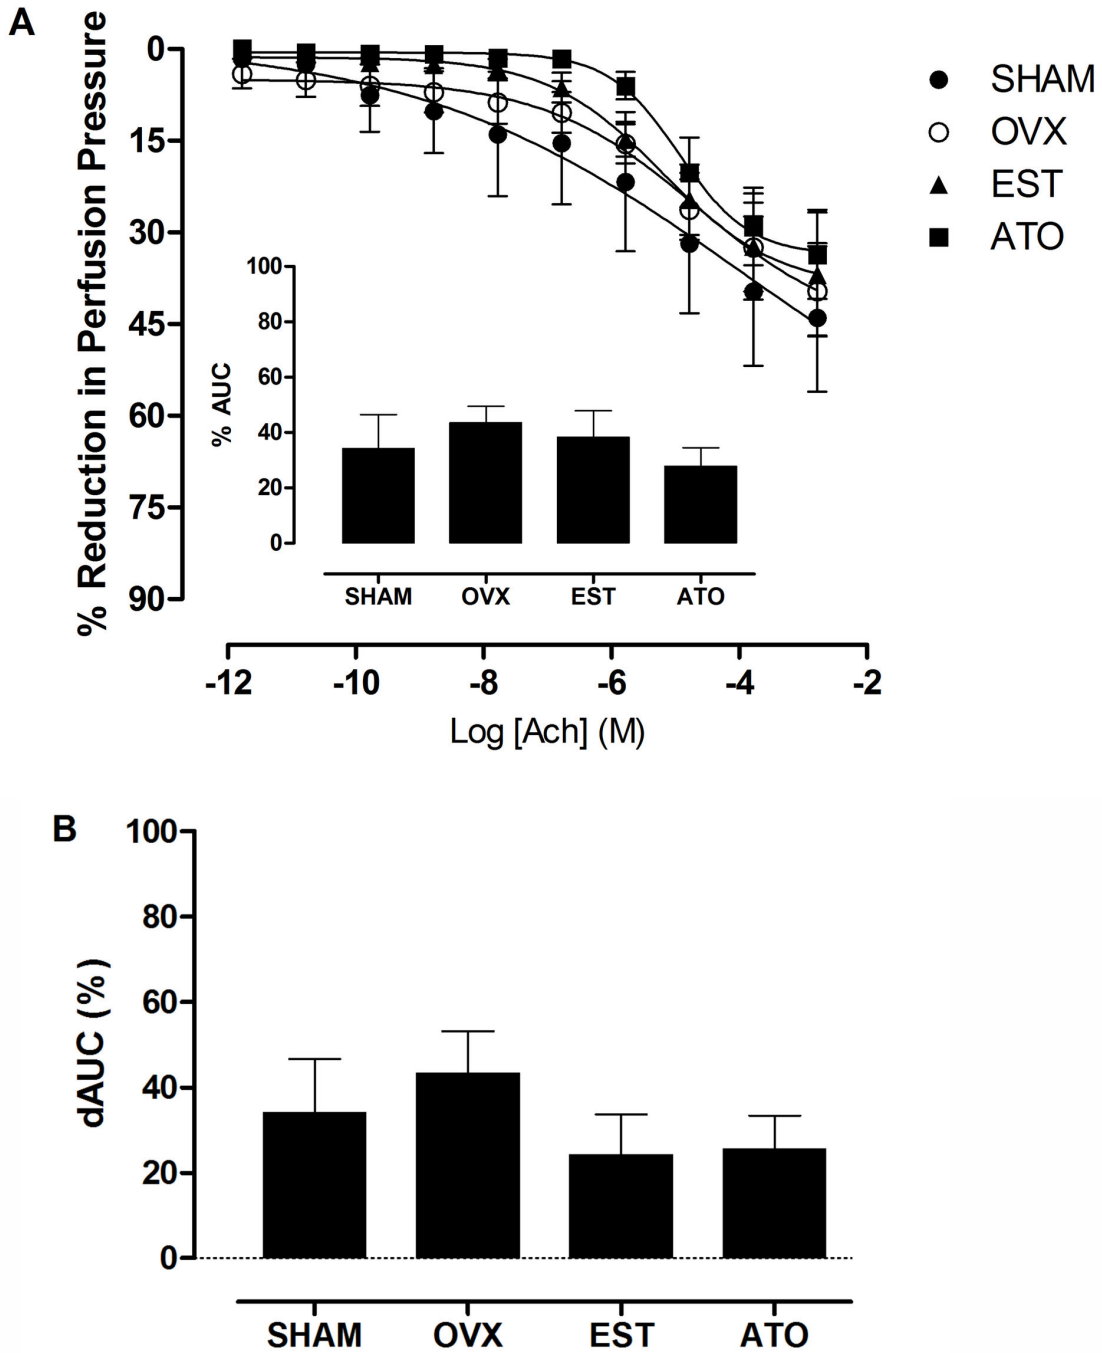 A
% Reduction in Perfusion Pressure
0
15
30
45
60
75
90
SHAM
OVX
EST
ATO
% AUC
100
80
60
40
20
0
SHAM OVX EST ATO
-12 -10 -8 -6 -4 -2
Log [Ach] (M)
B
dAUC (%)
100
80
60
40
20
0
SHAM OVX EST ATO